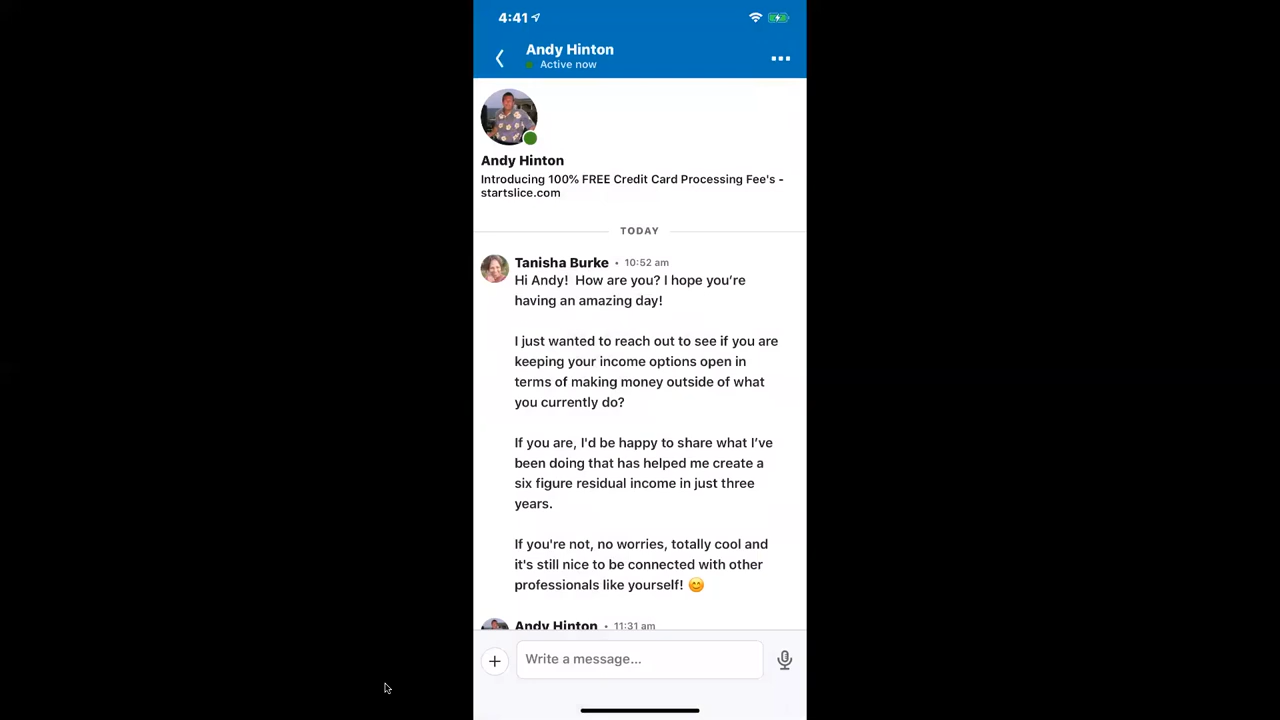 4:41
Andy Hinton
Active now
Andy Hinton
Introducing 100% FREE Credit Card Processing Fee's -
startslice.com
TODAY
Tanisha Burke • 10:52 am
Hi Andy!  How are you? I hope you’re
having an amazing day!
I just wanted to reach out to see if you are
keeping your income options open in
terms of making money outside of what
you currently do?
If you are, I'd be happy to share what I’ve
been doing that has helped me create a
six figure residual income in just three
years.
If you're not, no worries, totally cool and
it's still nice to be connected with other
professionals like yourself! 😊
Andy Hinton • 11:31 am
Write a message...